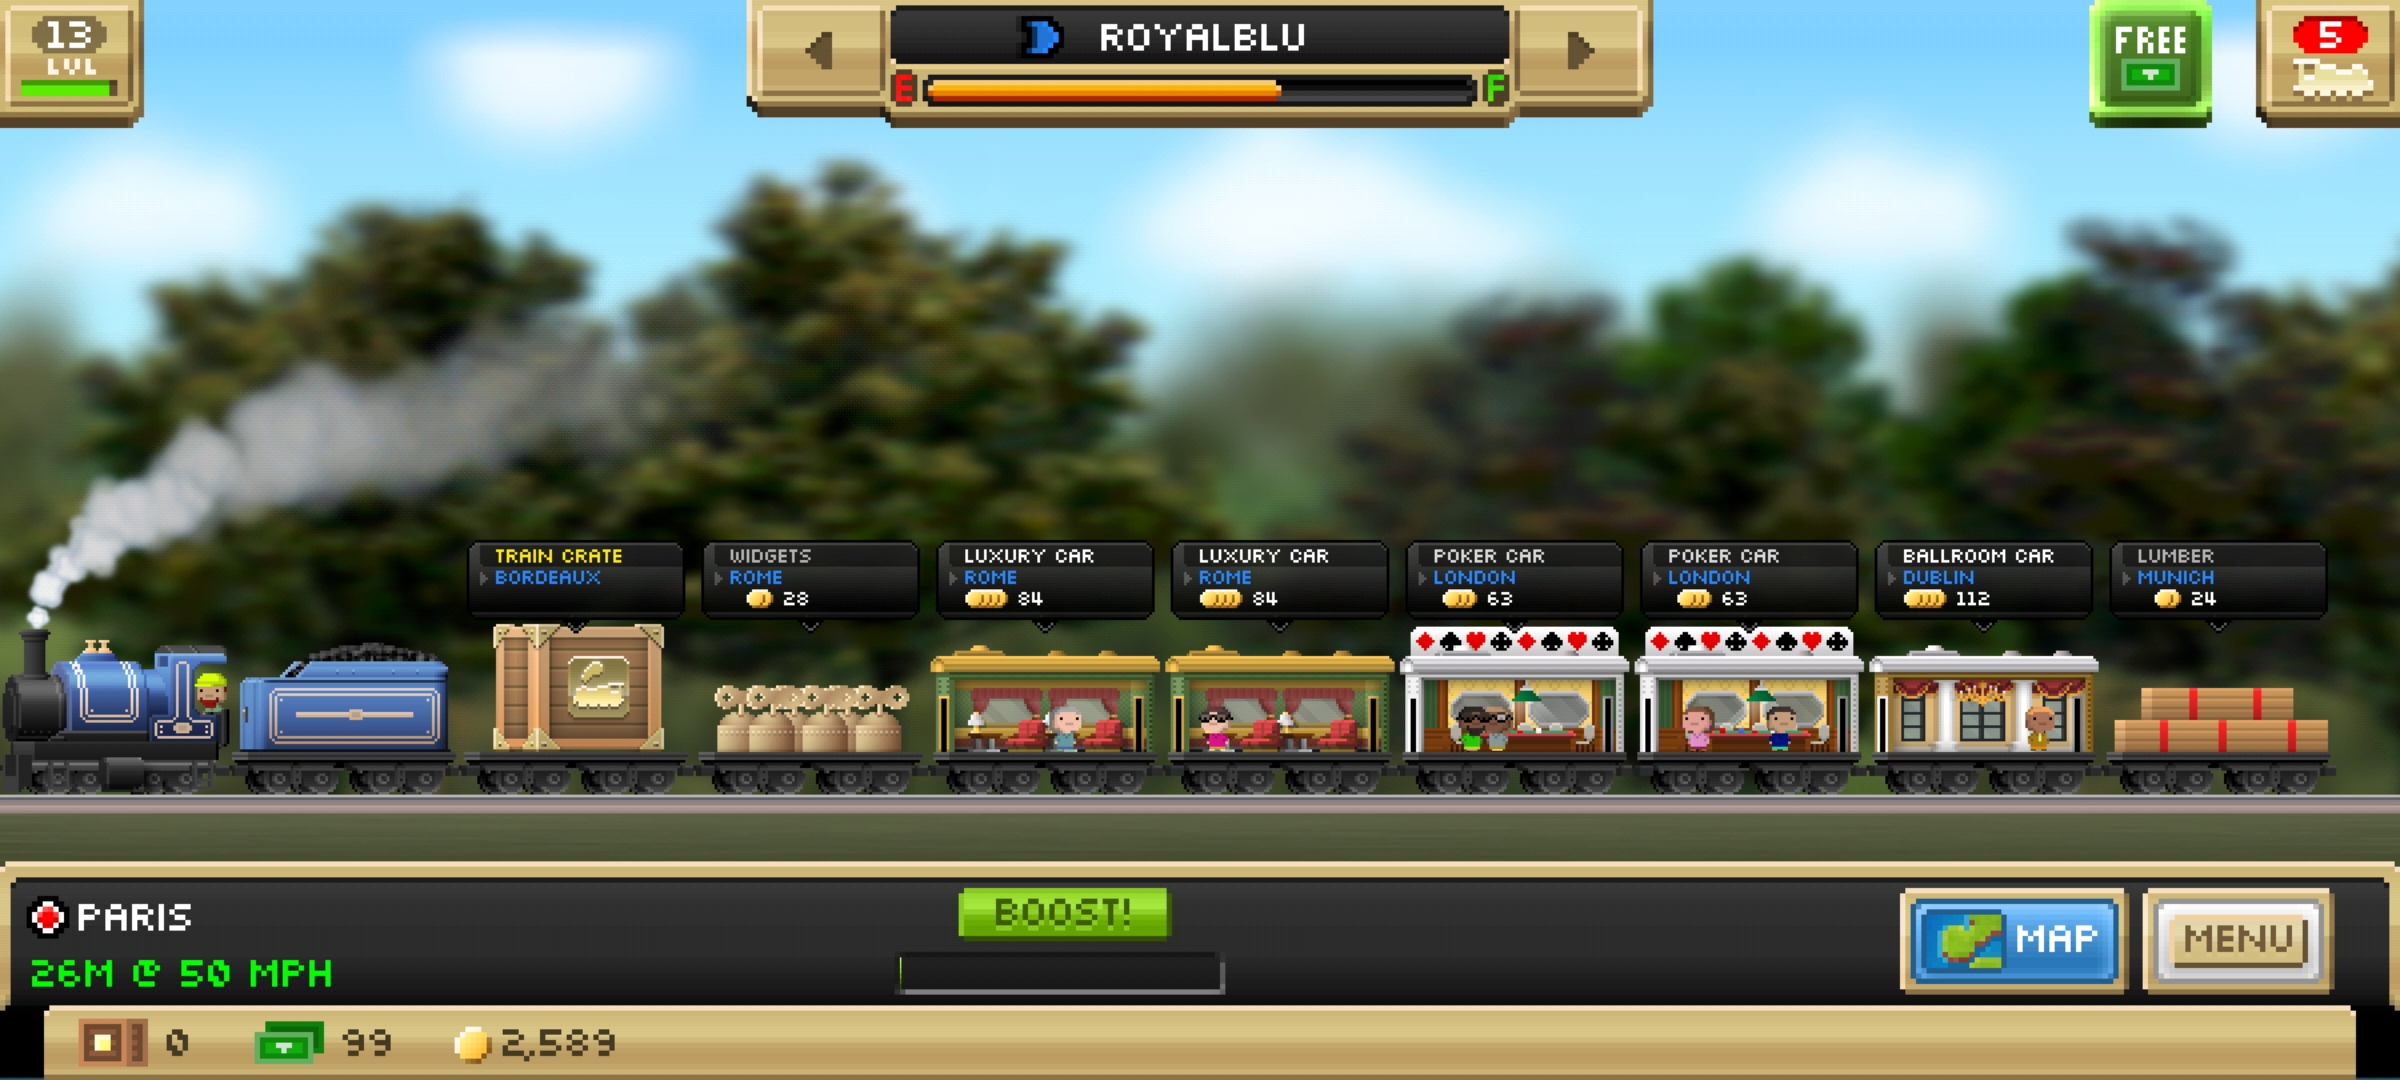 13
LVL
ROYALBLU
E
F
FREE
5
TRAIN CRATE
BORDEAUX
WIDGETS
ROME
28
LUXURY CAR
ROME
84
LUXURY CAR
ROME
84
POKER CAR
LONDON
63
POKER CAR
LONDON
63
BALLROOM CAR
DUBLIN
112
LUMBER
MUNICH
24
PARIS
26M @ 50 MPH
BOOST!
MAP
MENU
0
99
2,589